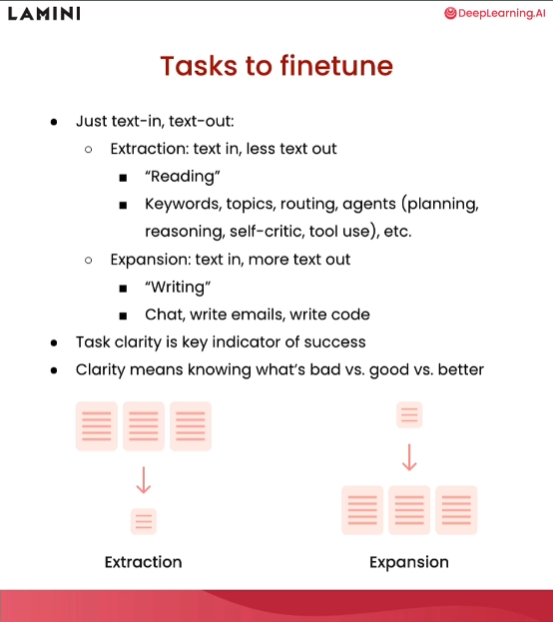 LAMINI
DeepLearning.AI
Tasks to finetune
● Just text-in, text-out:
○ Extraction: text in, less text out
■ “Reading”
■ Keywords, topics, routing, agents (planning,
reasoning, self-critic, tool use), etc.
○ Expansion: text in, more text out
■ “Writing”
■ Chat, write emails, write code
● Task clarity is key indicator of success
● Clarity means knowing what’s bad vs. good vs. better
Extraction
Expansion